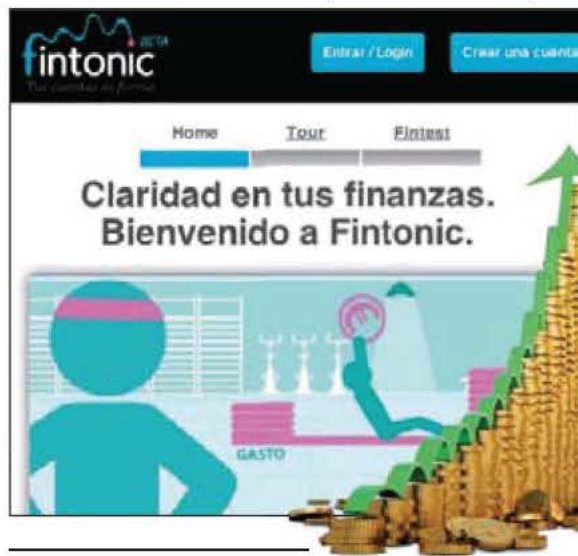 fintonic
BETA
Tus cuentas en forma
Entrar / Login
Crear una cuenta
Home
Tour
Fintest
Claridad en tus finanzas.
Bienvenido a Fintonic.
€
GASTO